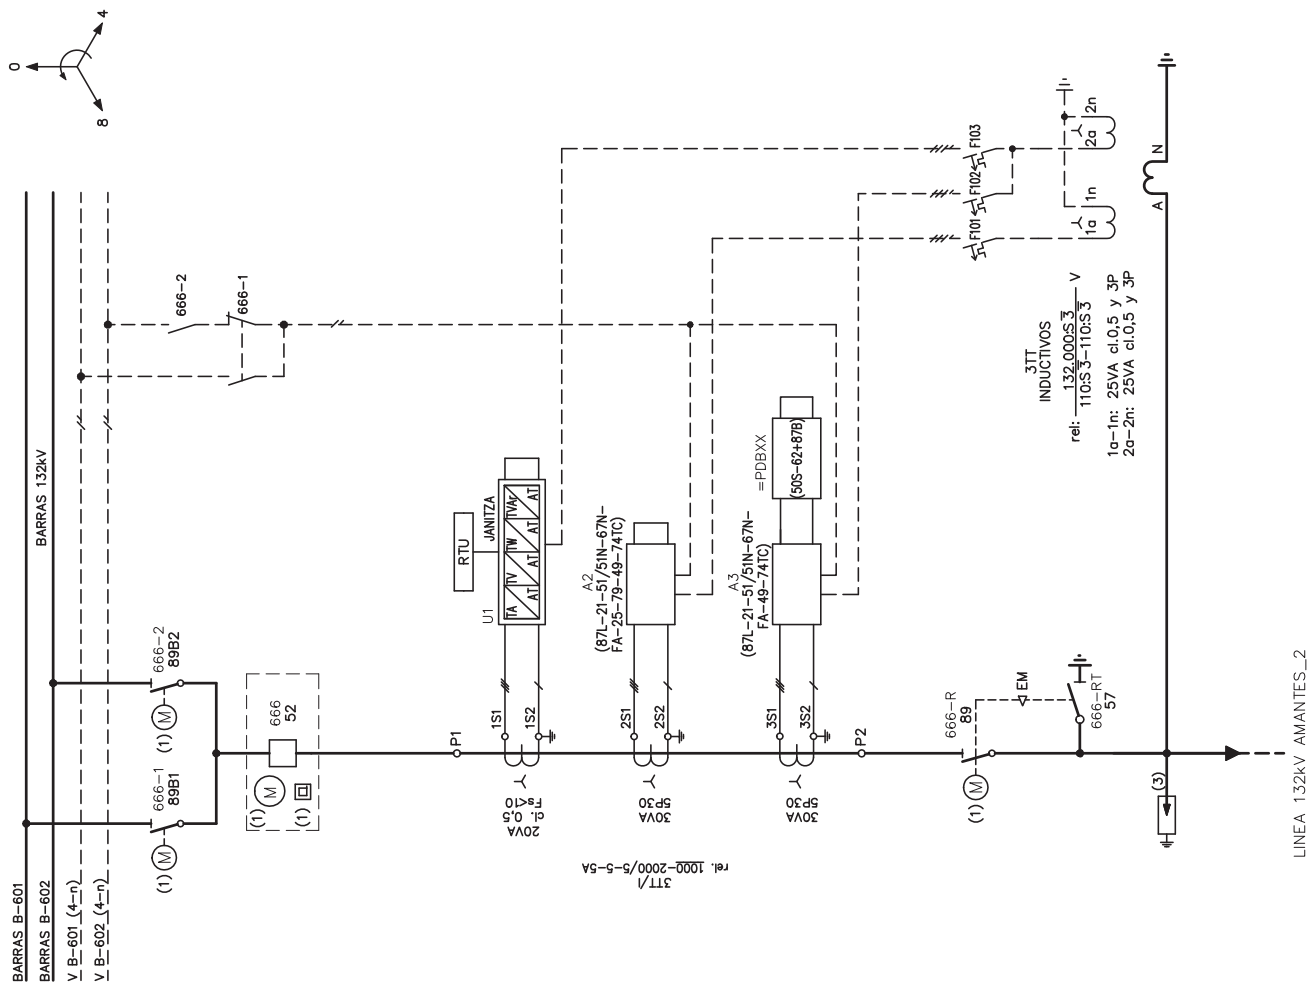 0
4
8
BARRAS B-601
BARRAS B-602
V B-601 (4-n)
V B-602 (4-n)
BARRAS 132kV
666-2
666-1
666-1
89B1
(1)
M
666-2
89B2
(1)
M
666
52
(1)
M
(1)
P1
1S1
1S2
20VA
cl. 0,5
Fs<10
RTU
U1
JANITZA
TA
TV
TW
TVAr
AT
AT
AT
AT
2S1
2S2
30VA
5P30
A2
(87L-21-51/51N-67N-
FA-25-79-49-74TC)
3S1
3S2
30VA
5P30
A3
(87L-21-51/51N-67N-
FA-49-74TC)
=PDBXX
(50S-62+87B)
3TT/I
rel. 1000-2000/5-5-5A
P2
666-R
89
(1)
M
EM
666-RT
57
(3)
F101
F102
F103
1a
1n
2a
2n
A
N
3TT
INDUCTIVOS
rel: 132.000:S 3 V
110:S 3-110:S 3
1a-1n: 25VA cl.0,5 y 3P
2a-2n: 25VA cl.0,5 y 3P
LINEA 132kV AMANTES_2